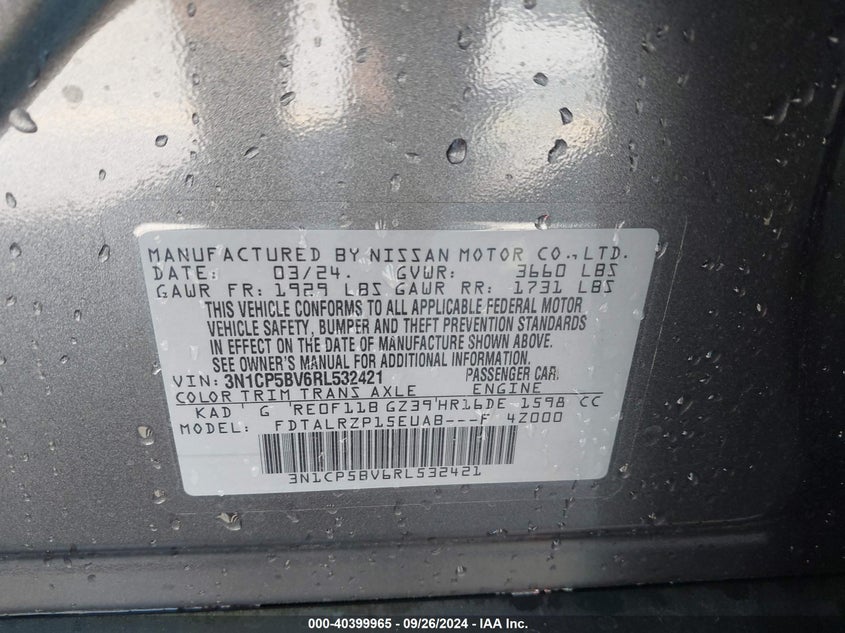 MANUFACTURED BY NISSAN MOTOR CO., LTD.
DATE: 03/24. GVWR: 3660 LBS
GAWR FR: 1929 LBS GAWR RR: 1731 LBS
THIS VEHICLE CONFORMS TO ALL APPLICABLE FEDERAL MOTOR
VEHICLE SAFETY, BUMPER AND THEFT PREVENTION STANDARDS
IN EFFECT ON THE DATE OF MANUFACTURE SHOWN ABOVE.
SEE OWNER'S MANUAL FOR ADDITIONAL INFORMATION.
VIN: 3N1CP5BV6RL532421 PASSENGER CAR.
COLOR TRIM TRANS AXLE ENGINE
KAD G RE0F11B GZ39 HR16DE 1598 CC
MODEL: FDTALRZP15EUAB---F 4Z000
3N1CP5BV6RL532421
000-40399965 - 09/26/2024 - IAA Inc.